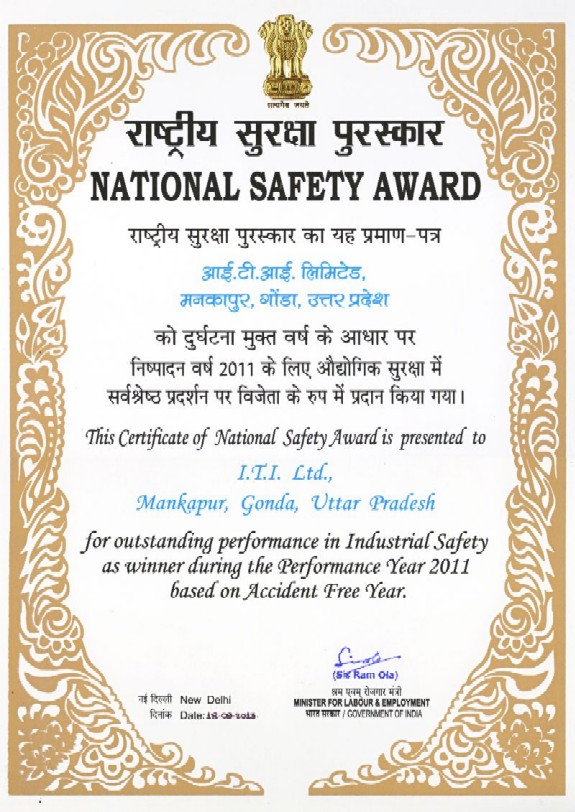 सत्यमेव जयते
राष्ट्रीय सुरक्षा पुरस्कार
NATIONAL SAFETY AWARD
राष्ट्रीय सुरक्षा पुरस्कार का यह प्रमाण-पत्र
आई.टी.आई. लिमिटेड,
मनकापुर, गोंडा, उत्तर प्रदेश
को दुर्घटना मुक्त वर्ष के आधार पर
निष्पादन वर्ष 2011 के लिए औद्योगिक सुरक्षा में
सर्वश्रेष्ठ प्रदर्शन पर विजेता के रुप में प्रदान किया गया।
This Certificate of National Safety Award is presented to
I.T.I. Ltd.,
Mankapur, Gonda, Uttar Pradesh
for outstanding performance in Industrial Safety
as winner during the Performance Year 2011
based on Accident Free Year.
(Sis Ram Ola)
श्रम एवम् रोजगार मंत्री
नई दिल्ली New Delhi
MINISTER FOR LABOUR & EMPLOYMENT
दिनांक Date:
भारत सरकार / GOVERNMENT OF INDIA